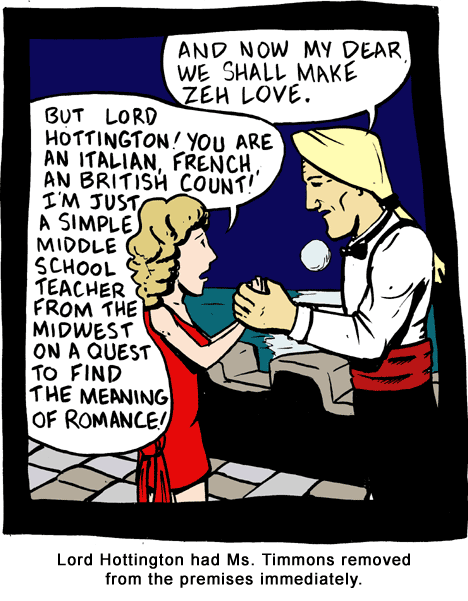 AND NOW MY DEAR,
WE SHALL MAKE
ZEH LOVE.
BUT LORD
HOTTINGTON! YOU ARE
AN ITALIAN, FRENCH
AN BRITISH COUNT!
I'M JUST
A SIMPLE
MIDDLE
SCHOOL
TEACHER
FROM THE
MIDWEST
ON A QUEST
TO FIND
THE MEANING
OF ROMANCE!
Lord Hottington had Ms. Timmons removed
from the premises immediately.